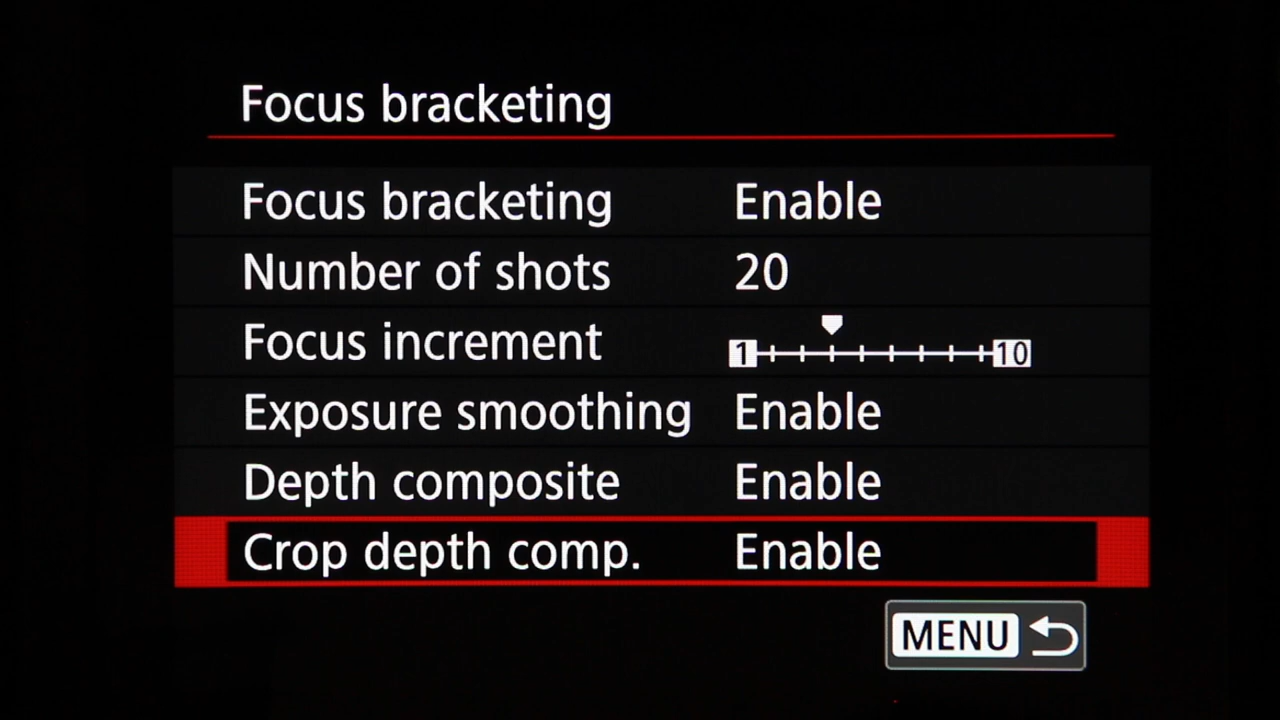 Focus bracketing
Focus bracketing Enable
Number of shots 20
Focus increment 1 10
Exposure smoothing Enable
Depth composite Enable
Crop depth comp. Enable
MENU